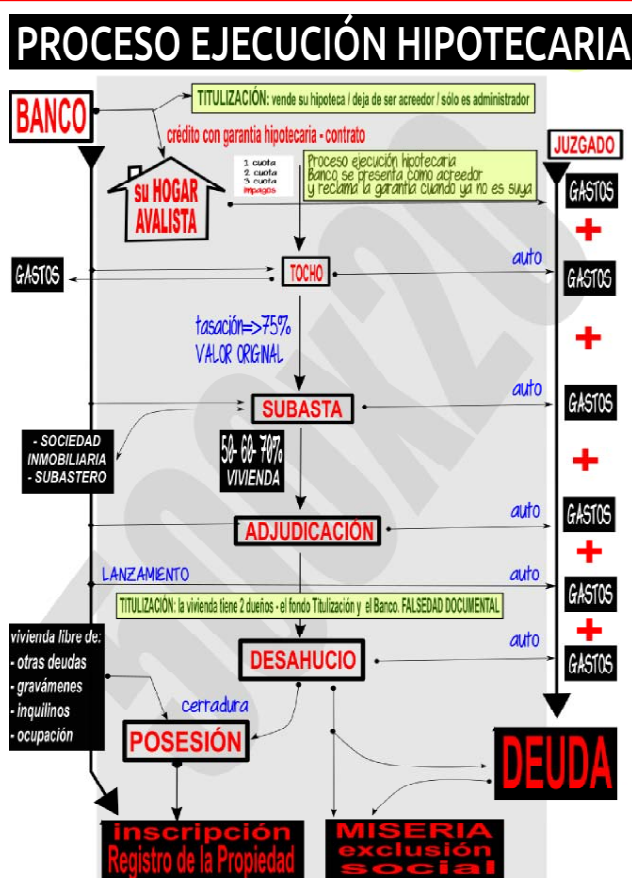 PROCESO EJECUCIÓN HIPOTECARIA
TITULIZACIÓN: vende su hipoteca / deja de ser acreedor / sólo es administrador
BANCO
crédito con garantia hipotecaria - contrato
JUZGADO
1 cuota
2 cuota
3 cuota
impagos
Proceso ejecución hipotecaria
Banco se presenta como acreedor
y reclama la garantia cuando ya no es suya
su HOGAR
AVALISTA
GASTOS
+
auto
GASTOS
TOCHO
GASTOS
tasación=>75%
VALOR ORIGINAL
+
auto
SUBASTA
GASTOS
- SOCIEDAD
INMOBILIARIA
- SUBASTERO
50- 60- 70%
VIVIENDA
+
auto
ADJUDICACIÓN
GASTOS
+
LANZAMIENTO
auto
GASTOS
TITULIZACIÓN: la vivienda tiene 2 dueños - el fondo Titulización y el Banco. FALSEDAD DOCUMENTAL
+
auto
DESAHUCIO
GASTOS
vivienda libre de:
- otras deudas
- gravámenes
- inquilinos
- ocupación
cerradura
POSESIÓN
DEUDA
inscripción
Registro de la Propiedad
MISERIA
exclusión
social
500x20